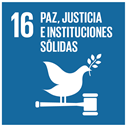 16 PAZ, JUSTICIA
E INSTITUCIONES
SÓLIDAS